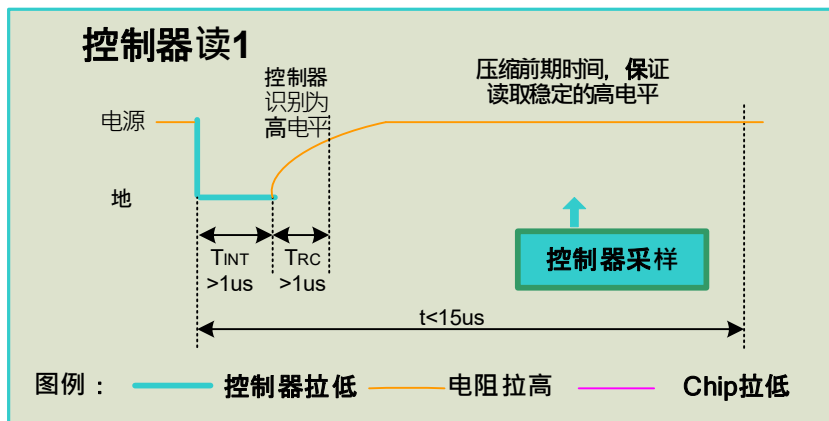 控制器读1
控制器
识别为
高电平
压缩前期时间，保证
读取稳定的高电平
电源
地
TINT
>1us
TRC
>1us
控制器采样
t<15us
图例： 控制器拉低 电阻拉高 Chip拉低